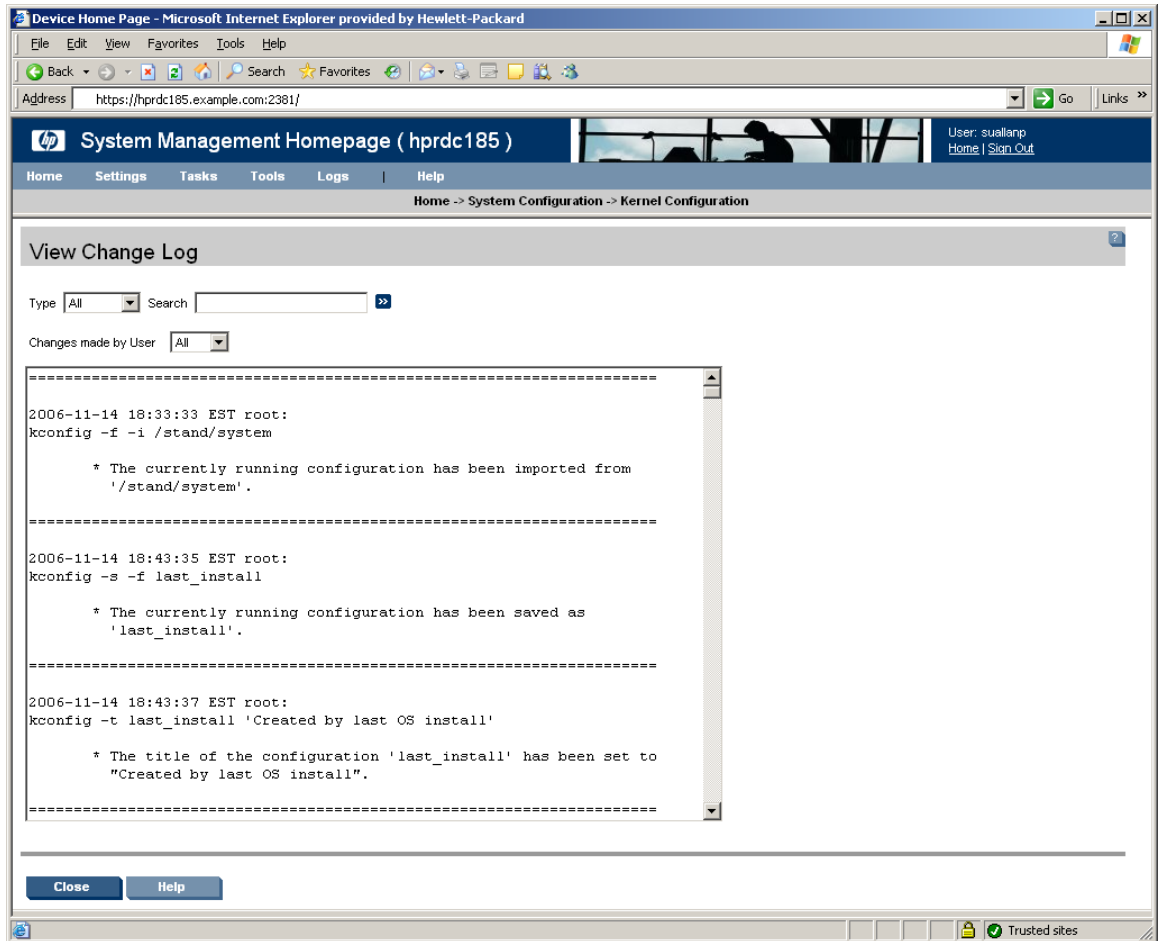 Device Home Page - Microsoft Internet Explorer provided by Hewlett-Packard
File Edit View Favorites Tools Help
Back Search Favorites
Address https://hprdc185.example.com:2381/ Go Links »
hp System Management Homepage ( hprdc185 )
User: suallanp
Home | Sign Out
Home Settings Tasks Tools Logs | Help
Home -> System Configuration -> Kernel Configuration
View Change Log ?
Type All Search »
Changes made by User All
======================================================================
2006-11-14 18:33:33 EST root:
kconfig -f -i /stand/system
* The currently running configuration has been imported from
'/stand/system'.
======================================================================
2006-11-14 18:43:35 EST root:
kconfig -s -f last_install
* The currently running configuration has been saved as
'last_install'.
======================================================================
2006-11-14 18:43:37 EST root:
kconfig -t last_install 'Created by last OS install'
* The title of the configuration 'last_install' has been set to
"Created by last OS install".
======================================================================
Close Help
Trusted sites